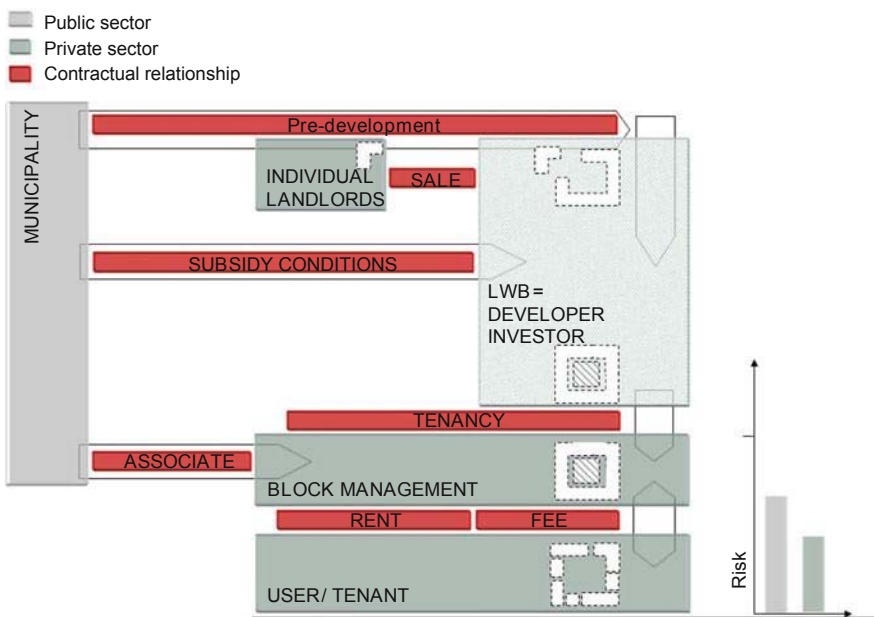 Public sector
Private sector
Contractual relationship
MUNICIPALITY
Pre-development
INDIVIDUAL
LANDLORDS
SALE
SUBSIDY CONDITIONS
LWB =
DEVELOPER
INVESTOR
TENANCY
ASSOCIATE
BLOCK MANAGEMENT
RENT
FEE
USER/ TENANT
Risk